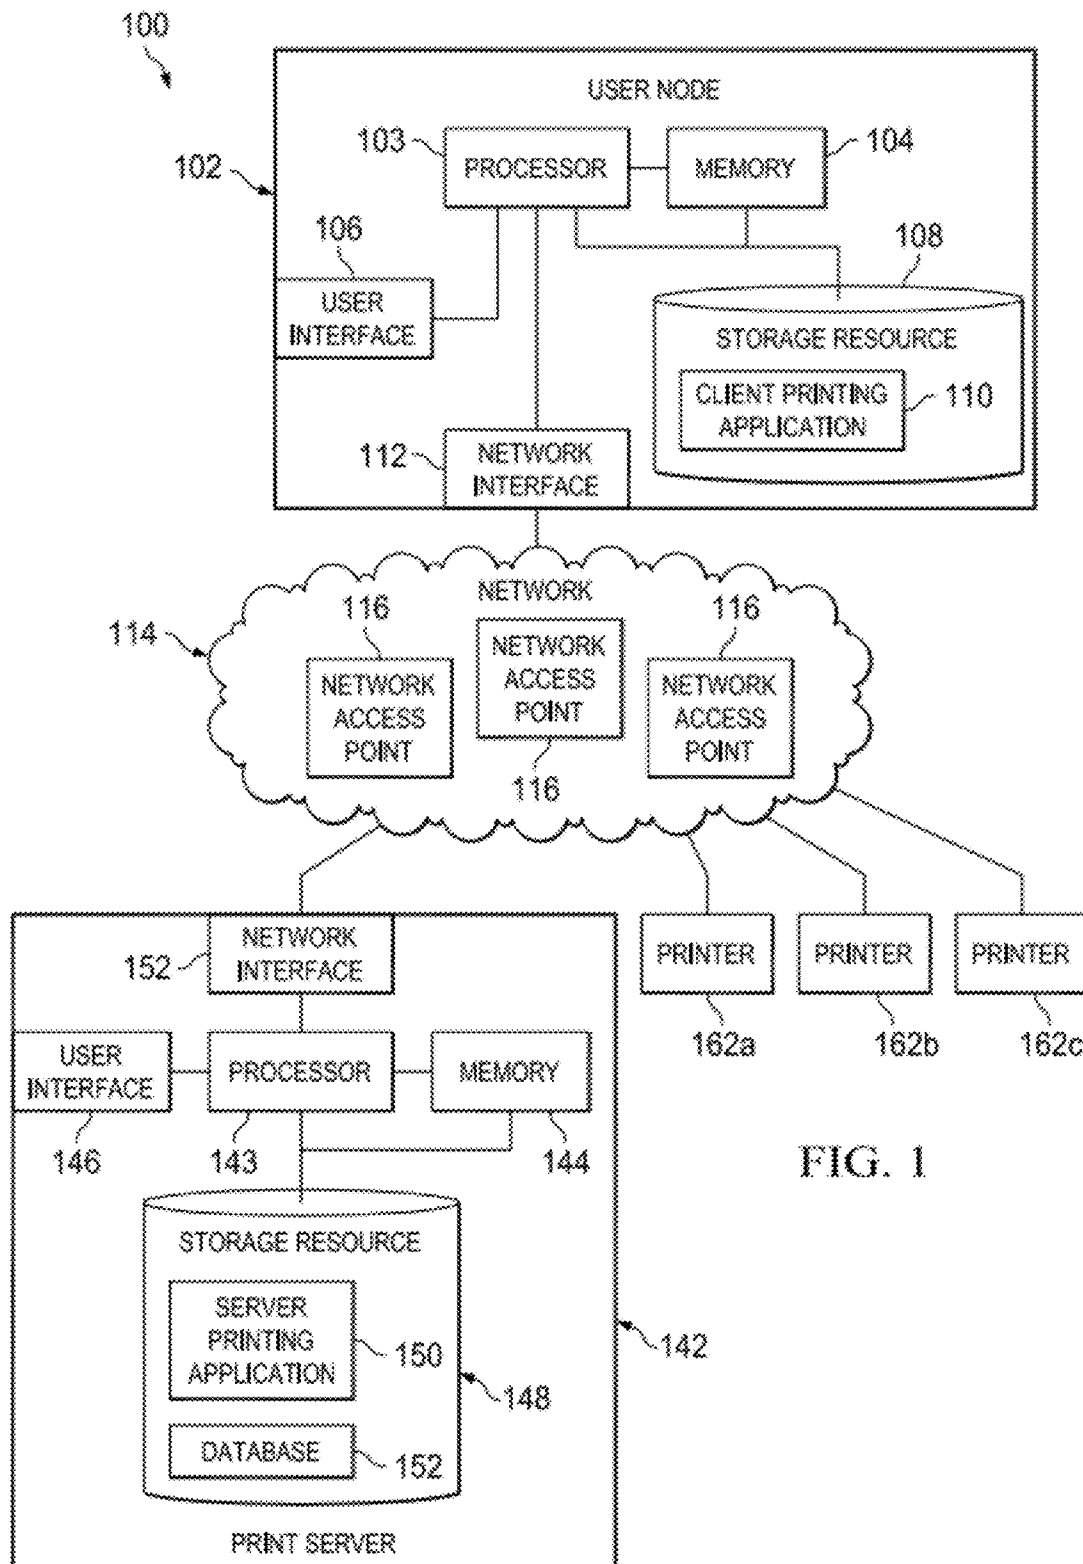 100
USER NODE
103
PROCESSOR
MEMORY
104
102
106
USER
INTERFACE
108
STORAGE RESOURCE
CLIENT PRINTING
APPLICATION
110
112
NETWORK
INTERFACE
NETWORK
114
116
NETWORK
ACCESS
POINT
NETWORK
ACCESS
POINT
116
116
NETWORK
ACCESS
POINT
152
NETWORK
INTERFACE
PRINTER
PRINTER
PRINTER
162a
162b
162c
USER
INTERFACE
PROCESSOR
MEMORY
146
143
144
FIG. 1
STORAGE RESOURCE
SERVER
PRINTING
APPLICATION
150
142
148
DATABASE
152
PRINT SERVER